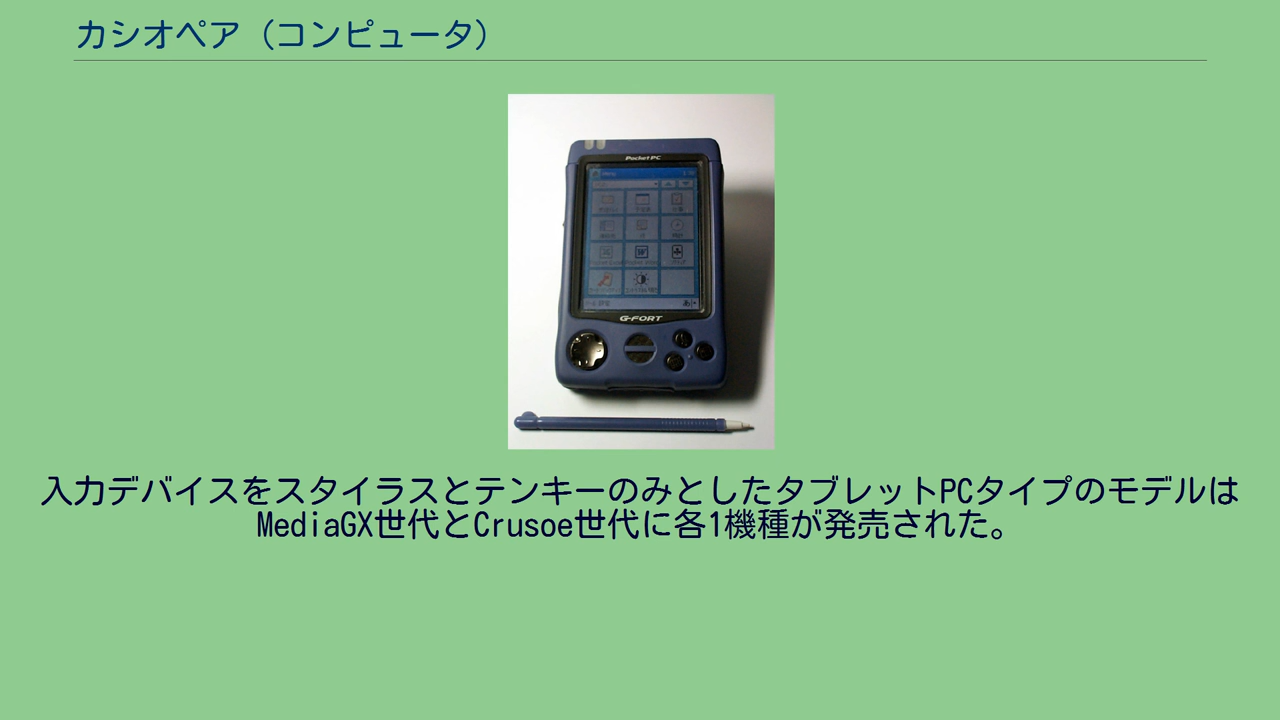 カシオペア（コンピュータ）
Pocket PC
G-FORT
入力デバイスをスタイラスとテンキーのみとしたタブレットPCタイプのモデルは
MediaGX世代とCrusoe世代に各1機種が発売された。